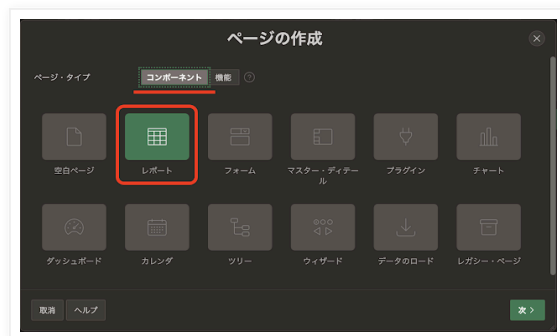 ページの作成
ページ・タイプ
コンポーネント
機能
空白ページ
レポート
フォーム
マスター・ディテー
ル
プラグイン
チャート
ダッシュボード
カレンダ
ツリー
ウィザード
データのロード
レガシー・ページ
取消
ヘルプ
次 >